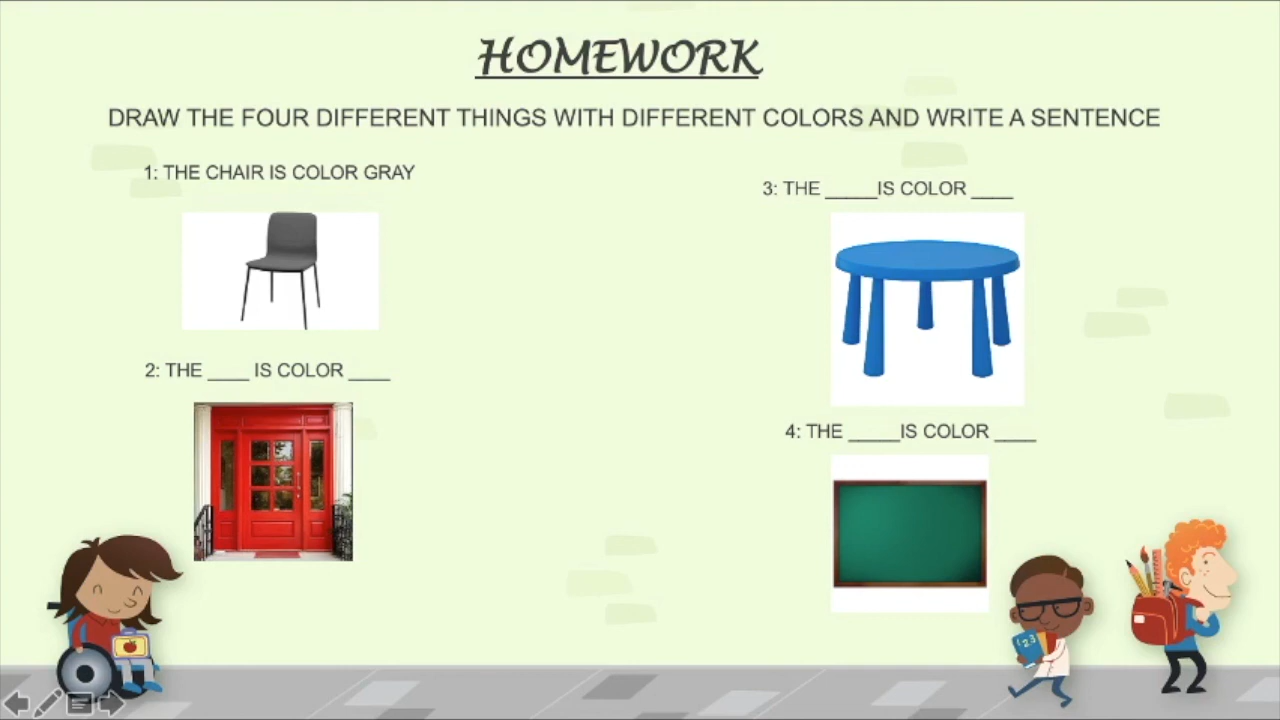 HOMEWORK
DRAW THE FOUR DIFFERENT THINGS WITH DIFFERENT COLORS AND WRITE A SENTENCE
1: THE CHAIR IS COLOR GRAY
2: THE ____ IS COLOR ____
3: THE _____IS COLOR ____
4: THE _____IS COLOR ____
123